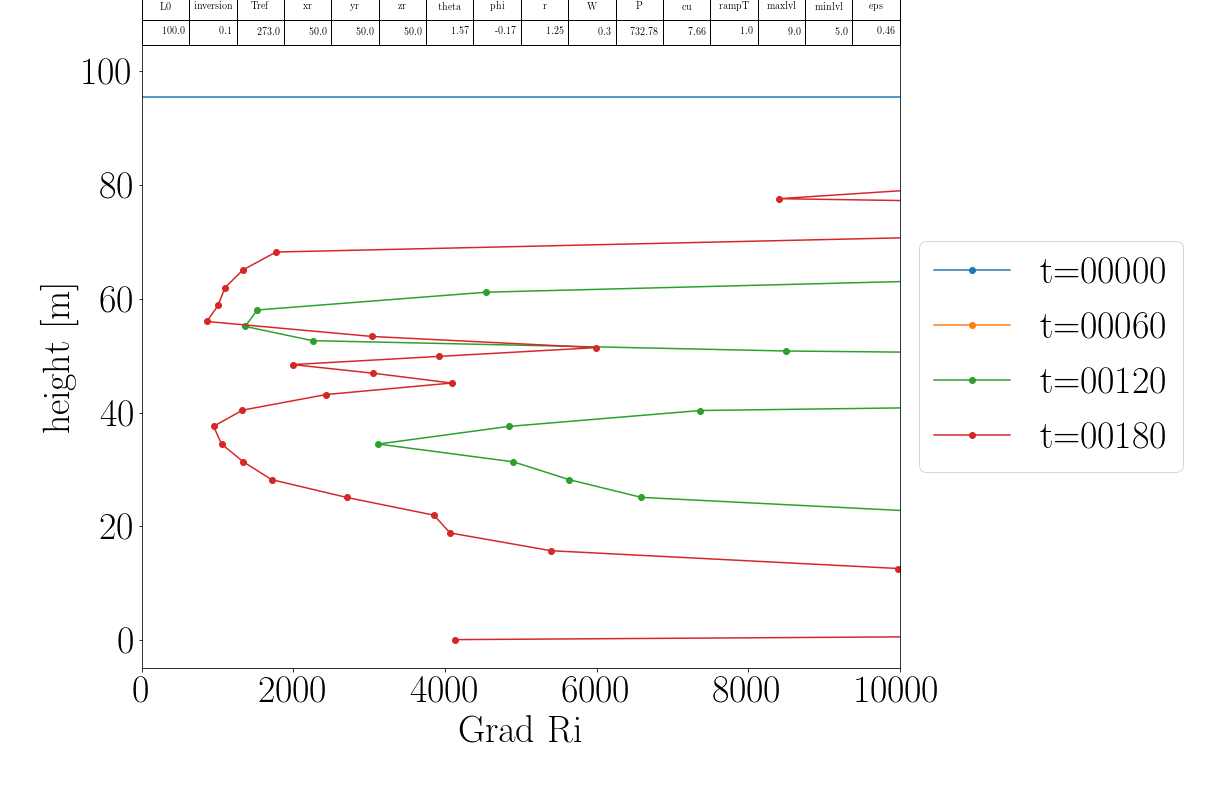 L0 inversion Tref xr yr zr theta phi r W P cu rampT maxlvl minlvl eps
100.0 0.1 273.0 50.0 50.0 50.0 1.57 -0.17 1.25 0.3 732.78 7.66 1.0 9.0 5.0 0.46
100
80
60
40
20
0
height [m]
0 2000 4000 6000 8000 10000
Grad Ri
t=00000
t=00060
t=00120
t=00180